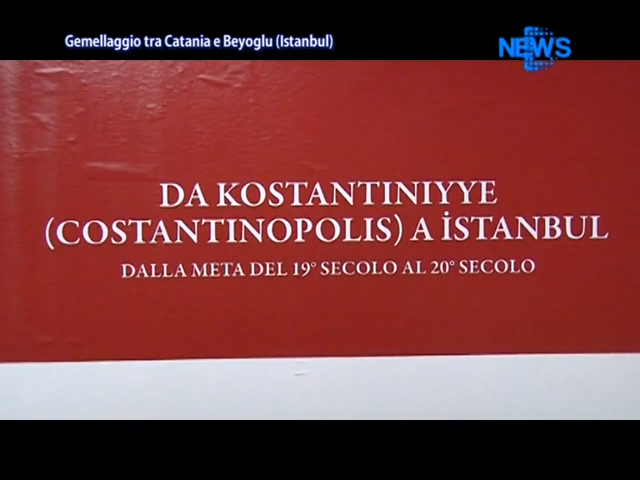 Gemellaggio tra Catania e Beyoglu (Istanbul)
NEWS
DA KOSTANTINIYYE
(COSTANTINOPOLIS) A İSTANBUL
DALLA META DEL 19° SECOLO AL 20° SECOLO